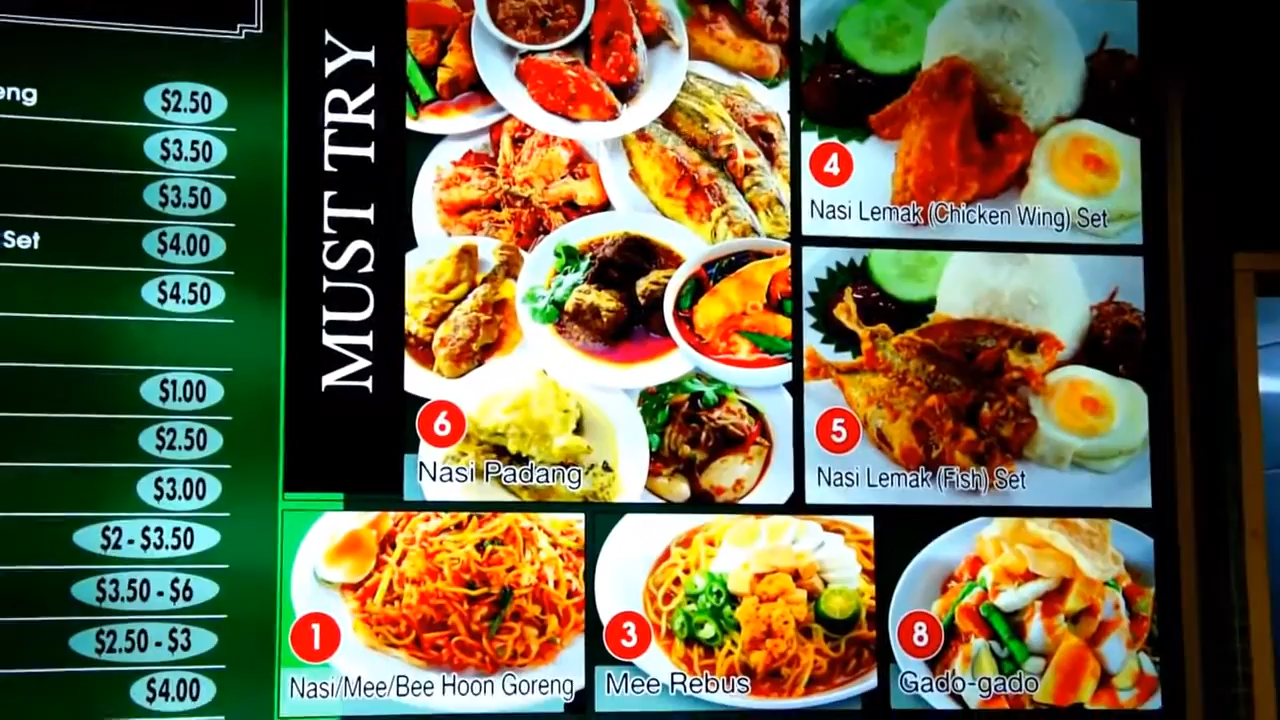 eng $2.50
$3.50
$3.50
Set $4.00
$4.50
$1.00
$2.50
$3.00
$2 - $3.50
$3.50 - $6
$2.50 - $3
$4.00
MUST TRY
6
Nasi Padang
4
Nasi Lemak (Chicken Wing) Set
5
Nasi Lemak (Fish) Set
1
Nasi/Mee/Bee Hoon Goreng
3
Mee Rebus
8
Gado-gado